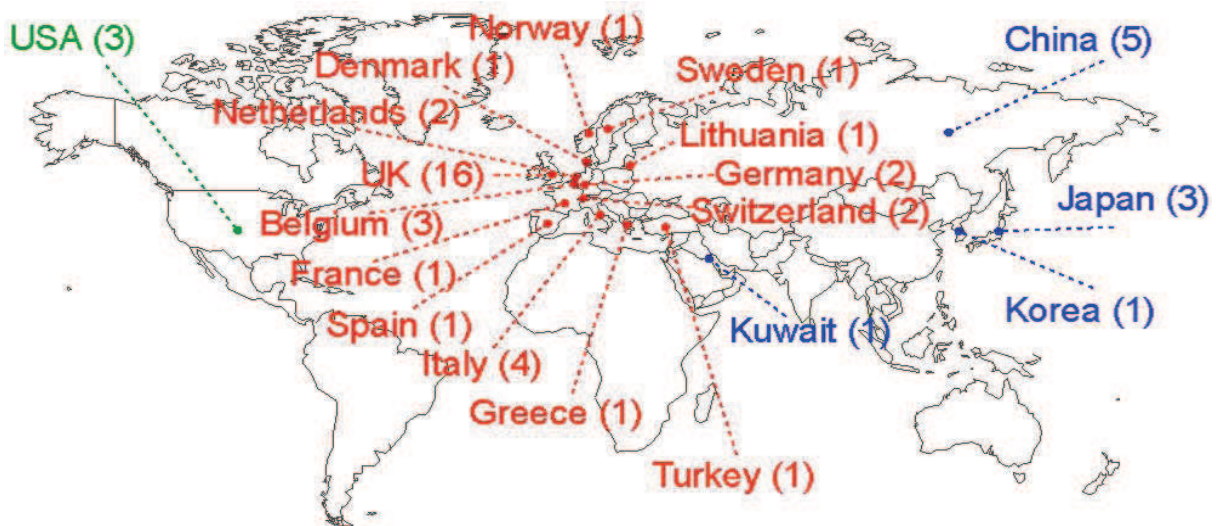 Norway (1)
USA (3)
China (5)
Denmark (1)
Sweden (1)
Netherlands (2)
Lithuania (1)
UK (16)
Germany (2)
Japan (3)
Switzerland (2)
Belgium (3)
France (1)
Korea (1)
Spain (1)
Kuwait (1)
Italy (4)
Greece (1)
Turkey (1)